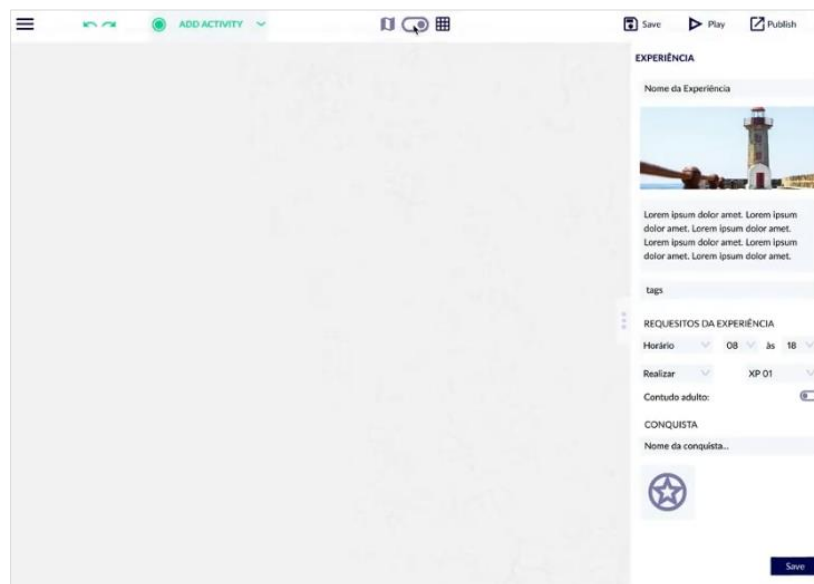 ADD ACTIVITY
Save
Play
Publish
EXPERIÊNCIA
Nome da Experiência
Lorem ipsum dolor amet. Lorem ipsum
dolor amet. Lorem ipsum dolor amet.
Lorem ipsum dolor amet. Lorem ipsum
dolor amet. Lorem ipsum dolor amet.
tags
REQUESITOS DA EXPERIÊNCIA
Horário 08 às 18
Realizar XP 01
Contudo adulto:
CONQUISTA
Nome da conquista...
Save